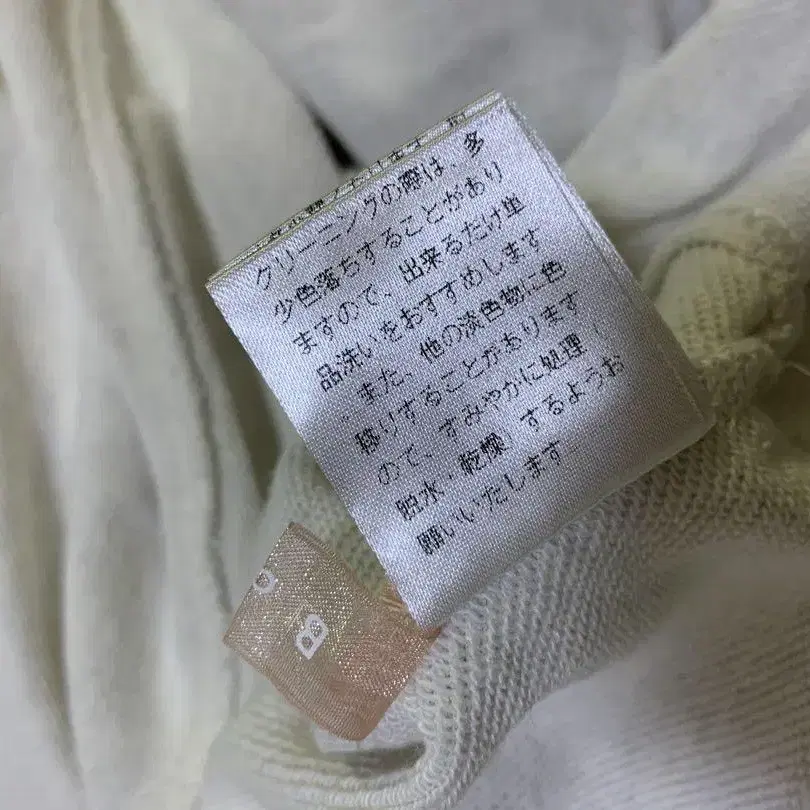 クリーニングの際は、多
少色落ちすることがあり
ますので、出来るだけ単
品洗いをおすすめします
また、他の淡色物に色
移りすることがあります
ので、すみやかに処理（
貯水、乾燥）するようお
願いいたします
B